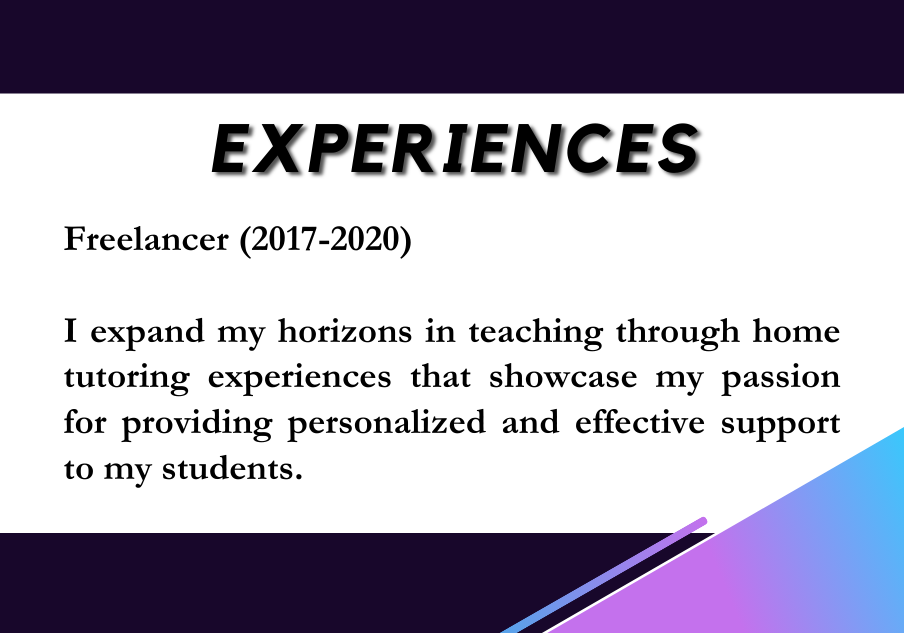 EXPERIENCES
Freelancer (2017-2020)
I expand my horizons in teaching through home
tutoring experiences that showcase my passion
for providing personalized and effective support
to my students.